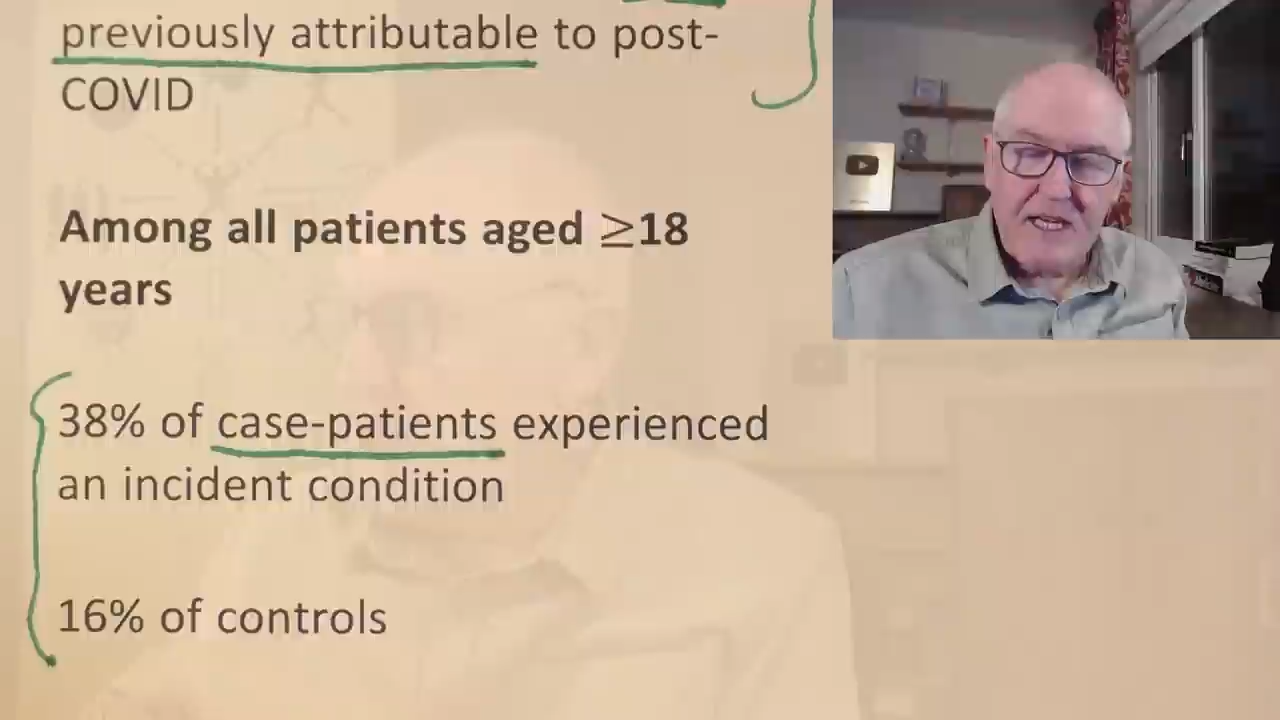 previously attributable to post-
COVID
Among all patients aged ≥18
years
38% of case-patients experienced
an incident condition
16% of controls